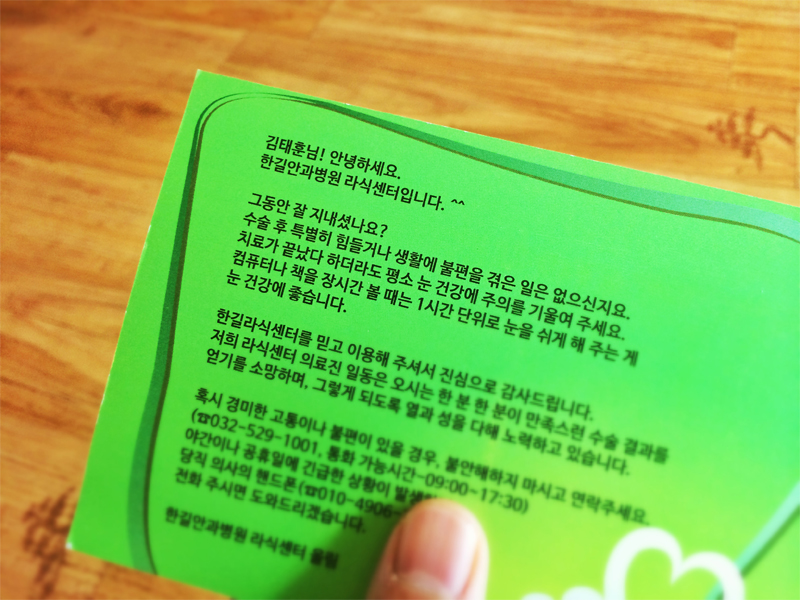 김태훈님! 안녕하세요.
한길안과병원 라식센터입니다. ^^
그동안 잘 지내셨나요?
수술 후 특별히 힘들거나 생활에 불편을 겪은 일은 없으신지요.
치료가 끝났다 하더라도 평소 눈 건강에 주의를 기울여 주세요.
컴퓨터나 책을 장시간 볼 때는 1시간 단위로 눈을 쉬게 해 주는 게
눈 건강에 좋습니다.
한길라식센터를 믿고 이용해 주셔서 진심으로 감사드립니다.
저희 라식센터 의료진 일동은 오시는 한 분 한 분이 만족스런 수술 결과를
얻기를 소망하며, 그렇게 되도록 열과 성을 다해 노력하고 있습니다.
혹시 경미한 고통이나 불편이 있을 경우, 불안해하지 마시고 연락주세요.
(☎032-529-1001, 통화 가능시간~09:00~17:30)
야간이나 공휴일에 긴급한 상황이 발생
당직 의사의 핸드폰(☎010-4906-
전화 주시면 도와드리겠습니다.
한길안과병원 라식센터 올림